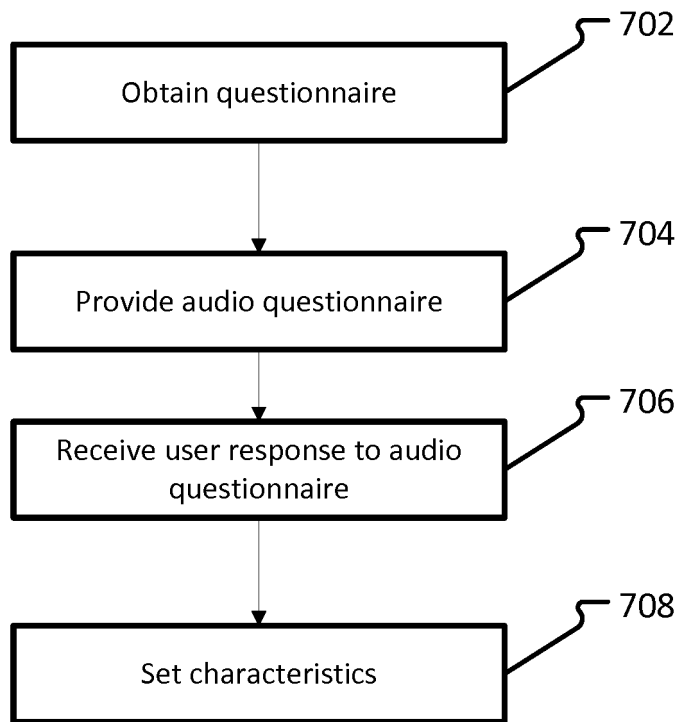 702
Obtain questionnaire
704
Provide audio questionnaire
706
Receive user response to audio
questionnaire
708
Set characteristics